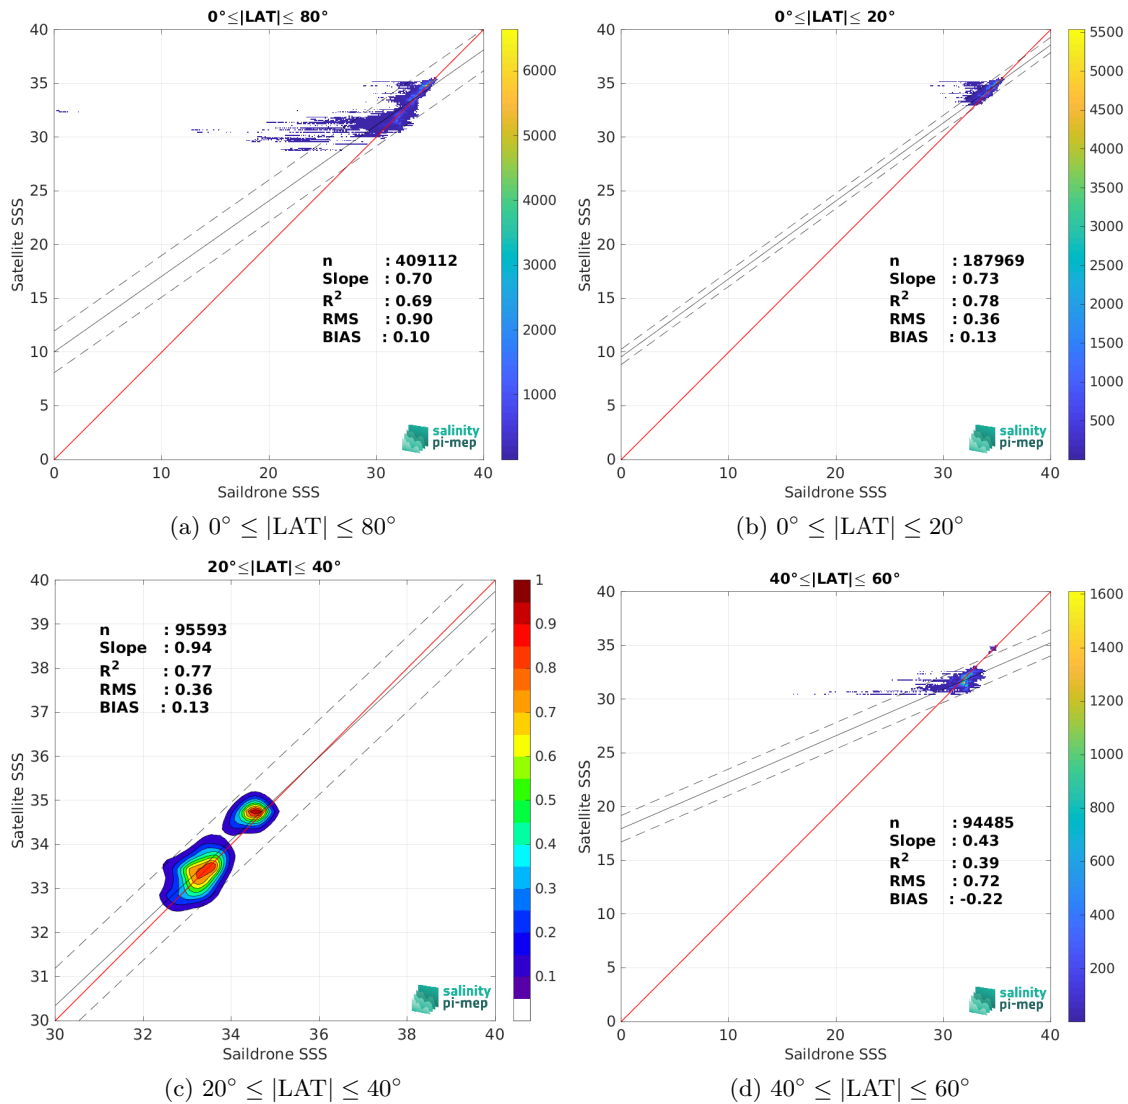 0°≤|LAT|≤ 80°
40
35
30
25
20
15
10
5
0
Satellite SSS
n : 409112
Slope : 0.70
R² : 0.69
RMS : 0.90
BIAS : 0.10
salinity
pi-mep
0 10 20 30 40
Saildrone SSS
6000
5000
4000
3000
2000
1000
(a) 0° ≤ |LAT| ≤ 80°
0°≤|LAT|≤ 20°
40
35
30
25
20
15
10
5
0
Satellite SSS
n : 187969
Slope : 0.73
R² : 0.78
RMS : 0.36
BIAS : 0.13
salinity
pi-mep
0 10 20 30 40
Saildrone SSS
5500
5000
4500
4000
3500
3000
2500
2000
1500
1000
500
(b) 0° ≤ |LAT| ≤ 20°
20°≤|LAT|≤ 40°
40
39
38
37
36
35
34
33
32
31
30
Satellite SSS
n : 95593
Slope : 0.94
R² : 0.77
RMS : 0.36
BIAS : 0.13
salinity
pi-mep
30 32 34 36 38 40
Saildrone SSS
1
0.9
0.8
0.7
0.6
0.5
0.4
0.3
0.2
0.1
(c) 20° ≤ |LAT| ≤ 40°
40°≤|LAT|≤ 60°
40
35
30
25
20
15
10
5
0
Satellite SSS
n : 94485
Slope : 0.43
R² : 0.39
RMS : 0.72
BIAS : -0.22
salinity
pi-mep
0 10 20 30 40
Saildrone SSS
1600
1400
1200
1000
800
600
400
200
(d) 40° ≤ |LAT| ≤ 60°